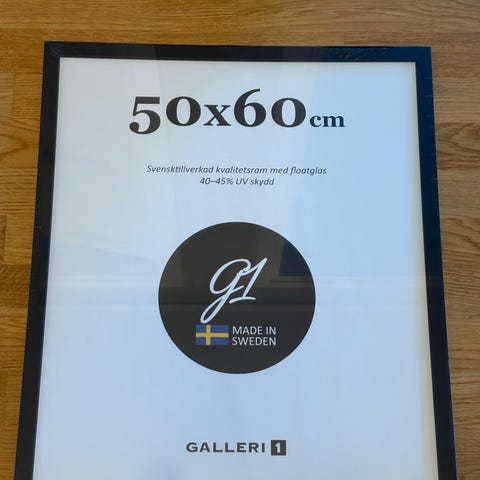 50x60cm
Svensktillverkad kvalitetsram med floatglas
40–45% UV skydd
G1
MADE IN
SWEDEN
GALLERI 1